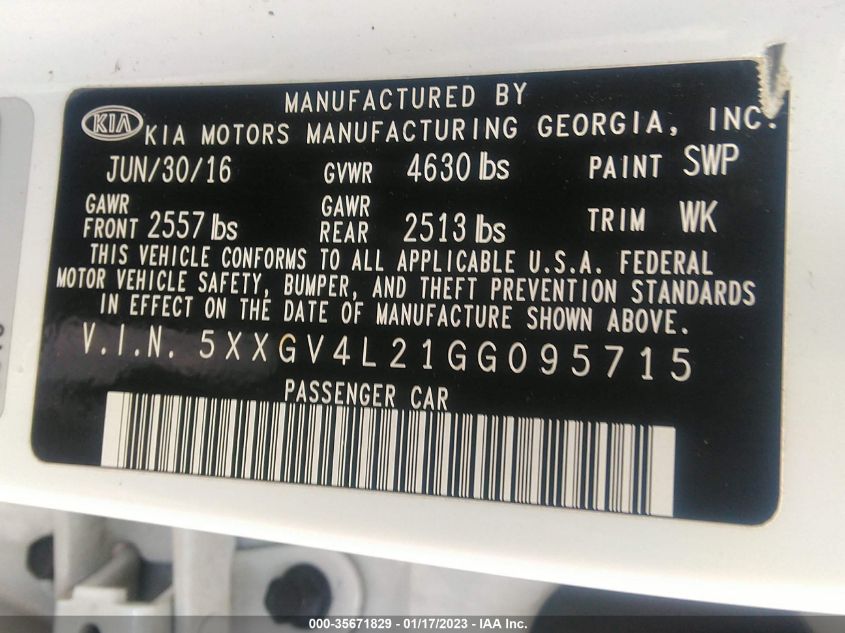 MANUFACTURED BY
KIA KIA MOTORS MANUFACTURING GEORGIA, INC.
JUN/30/16 GVWR 4630 lbs PAINT SWP
GAWR FRONT 2557 lbs GAWR REAR 2513 lbs TRIM WK
THIS VEHICLE CONFORMS TO ALL APPLICABLE U.S.A. FEDERAL
MOTOR VEHICLE SAFETY, BUMPER, AND THEFT PREVENTION STANDARDS
IN EFFECT ON THE DATE OF MANUFACTURE SHOWN ABOVE.
V.I.N. 5XXGV4L21GG095715
PASSENGER CAR
000-35671829 - 01/17/2023 - IAA Inc.